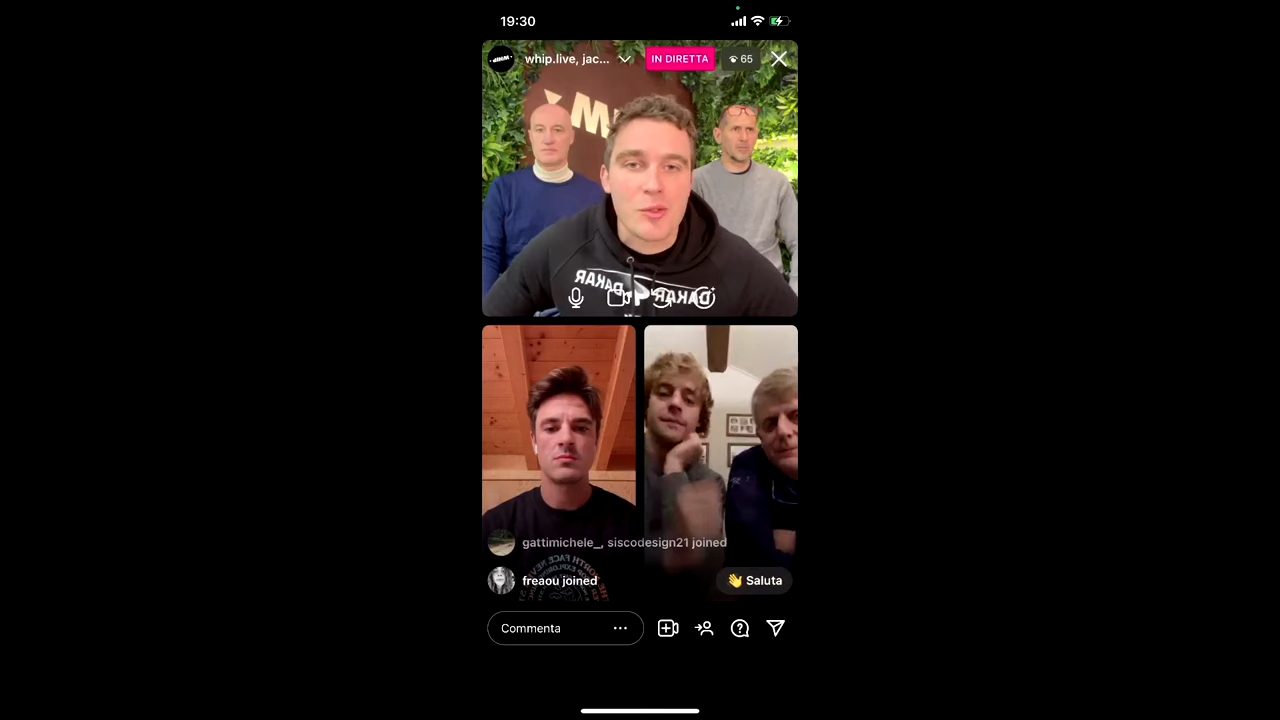 19:30
whip.live, jac...
IN DIRETTA
65
DAKAR
DAKAR
gattimichele_, siscodesign21 joined
freaou joined
Saluta
Commenta